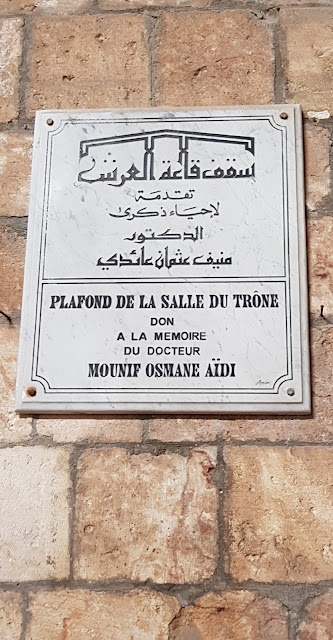 سقف قاعة العرش
تقدمة
لإحياء ذكرى
الدكتور
منيف عثمان عائدي
PLAFOND DE LA SALLE DU TRÔNE
DON
A LA MEMOIRE
DU DOCTEUR
MOUNIF OSMANE AÏDI